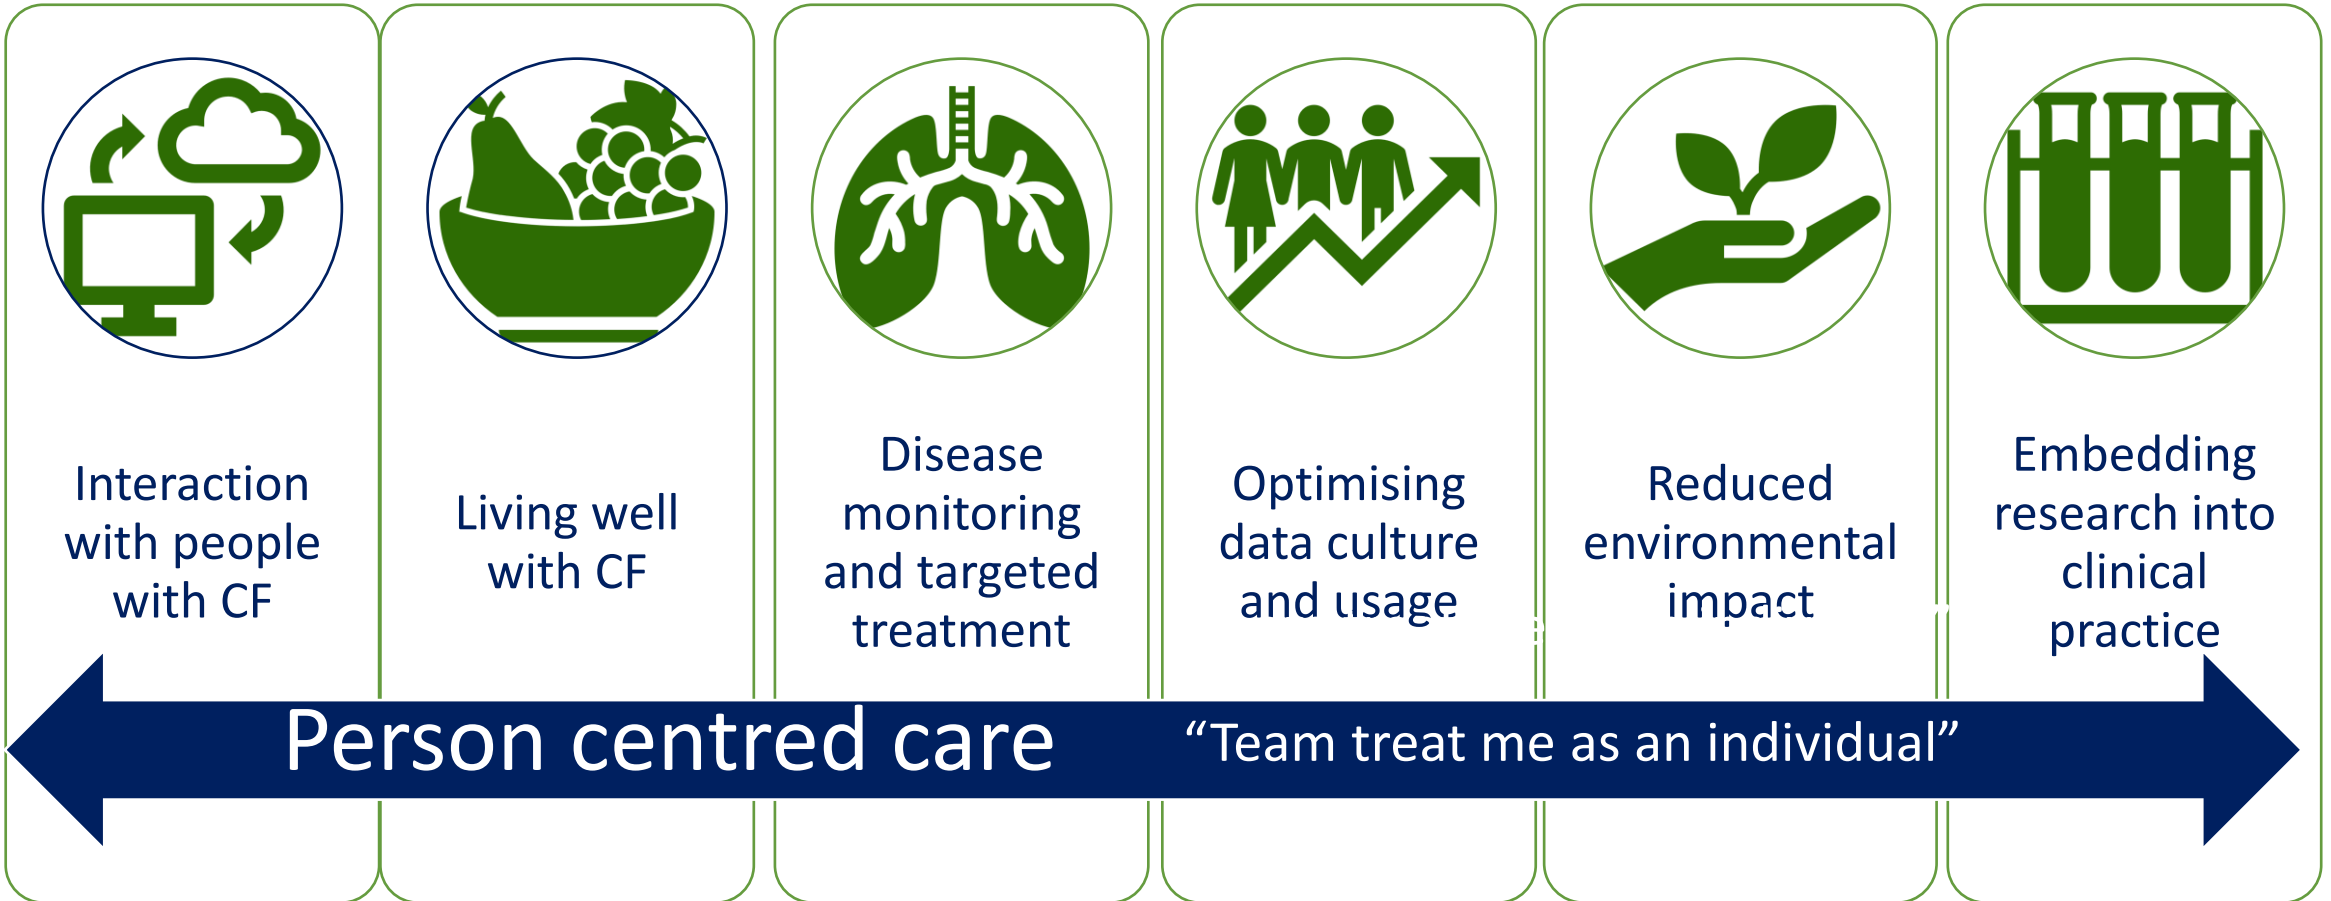 Interaction
with people
with CF
Living well
with CF
Disease
monitoring
and targeted
treatment
Optimising
data culture
and usage
Reduced
environmental
impact
Embedding
research into
clinical
practice
Person centred care
“Team treat me as an individual”